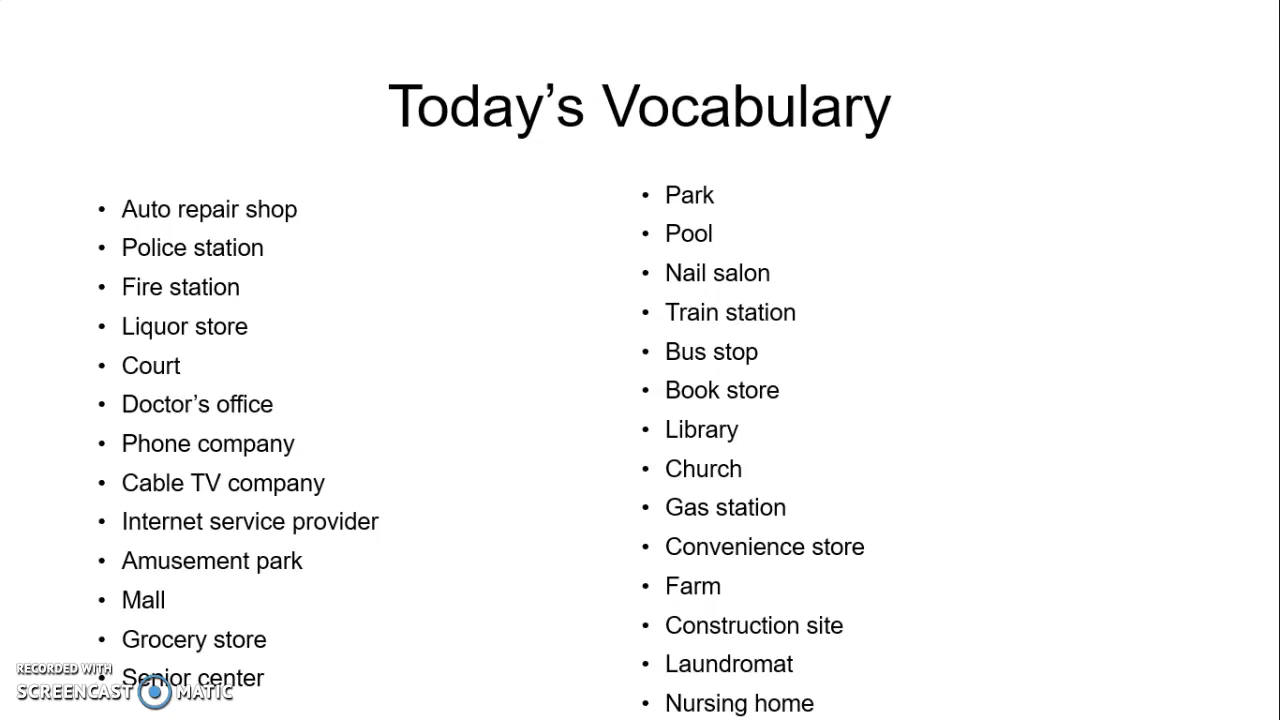 Today’s Vocabulary
Auto repair shop
Police station
Fire station
Liquor store
Court
Doctor’s office
Phone company
Cable TV company
Internet service provider
Amusement park
Mall
Grocery store
Senior center
Park
Pool
Nail salon
Train station
Bus stop
Book store
Library
Church
Gas station
Convenience store
Farm
Construction site
Laundromat
Nursing home
RECORDED WITH
SCREENCAST MATIC